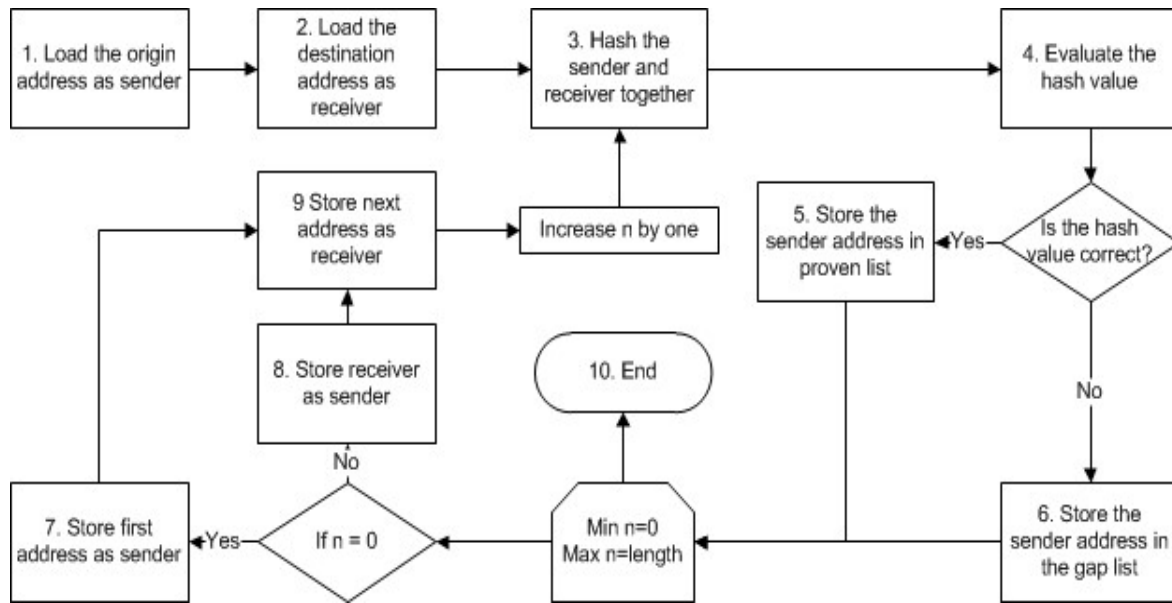 1. Load the origin
address as sender
2. Load the
destination
address as
receiver
3. Hash the
sender and
receiver together
4. Evaluate the
hash value
9 Store next
address as
receiver
Increase n by one
5. Store the
sender address in
proven list
Yes
Is the hash
value correct?
8. Store receiver
as sender
10. End
No
No
7. Store first
address as sender
Yes
If n = 0
Min n=0
Max n=length
6. Store the
sender address in
the gap list